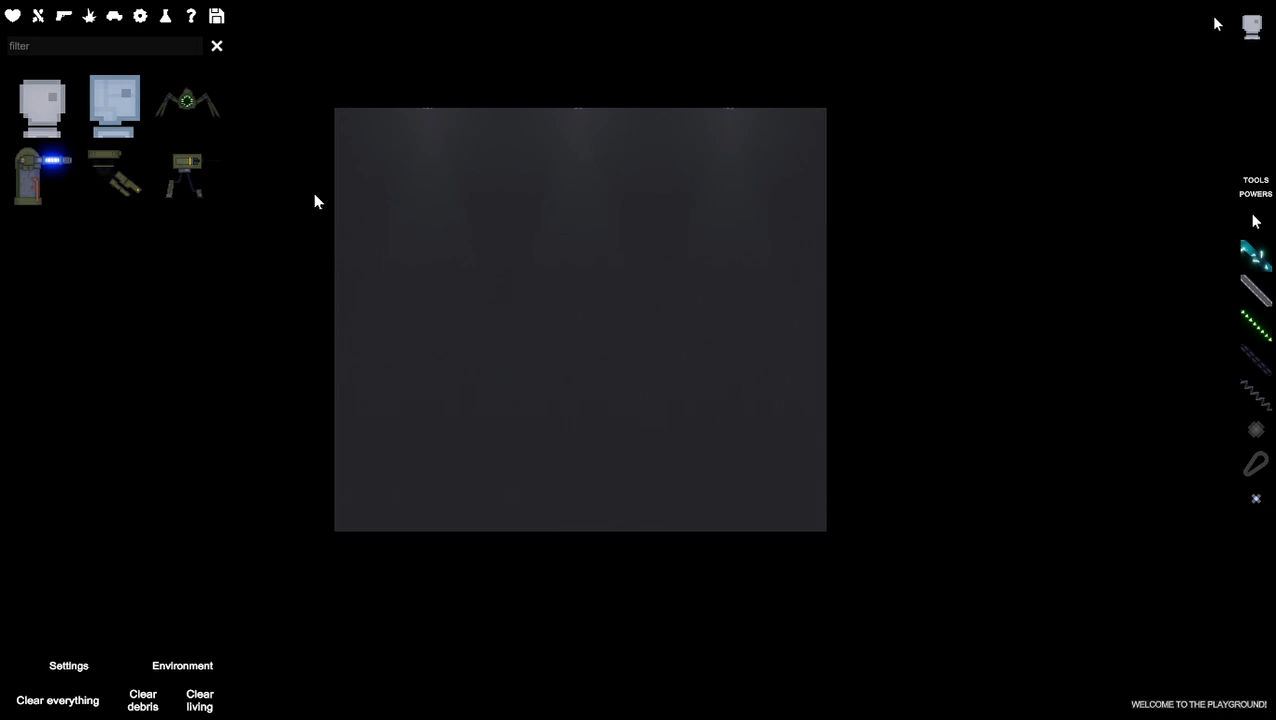 filter
TOOLS
POWERS
Settings
Environment
Clear everything
Clear
debris
Clear
living
WELCOME TO THE PLAYGROUND!